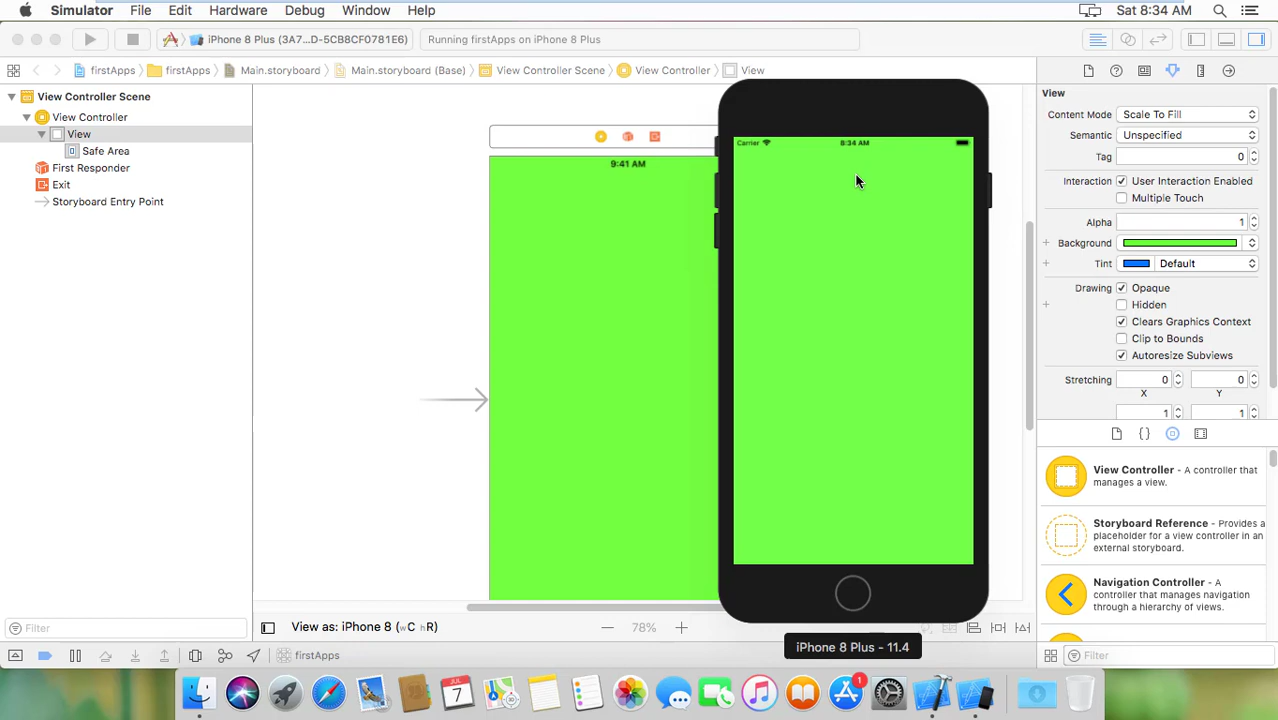 Simulator File Edit Hardware Debug Window Help Sat 8:34 AM
iPhone 8 Plus (3A7...D-5CB8CF0781E6) Running firstApps on iPhone 8 Plus
firstApps firstApps Main.storyboard Main.storyboard (Base) View Controller Scene View Controller View
View Controller Scene
View Controller
View
Safe Area
First Responder
Exit
Storyboard Entry Point
Filter
9:41 AM
Carrier 8:34 AM
iPhone 8 Plus - 11.4
View as: iPhone 8 (wC hR) 78%
firstApps
View
Content Mode Scale To Fill
Semantic Unspecified
Tag 0
Interaction User Interaction Enabled
Multiple Touch
Alpha 1
Background
Tint Default
Drawing Opaque
Hidden
Clears Graphics Context
Clip to Bounds
Autoresize Subviews
Stretching 0 0
X Y
1 1
View Controller - A controller that
manages a view.
Storyboard Reference - Provides a
placeholder for a view controller in an
external storyboard.
Navigation Controller - A
controller that manages navigation
through a hierarchy of views.
Filter
JUL
7
1